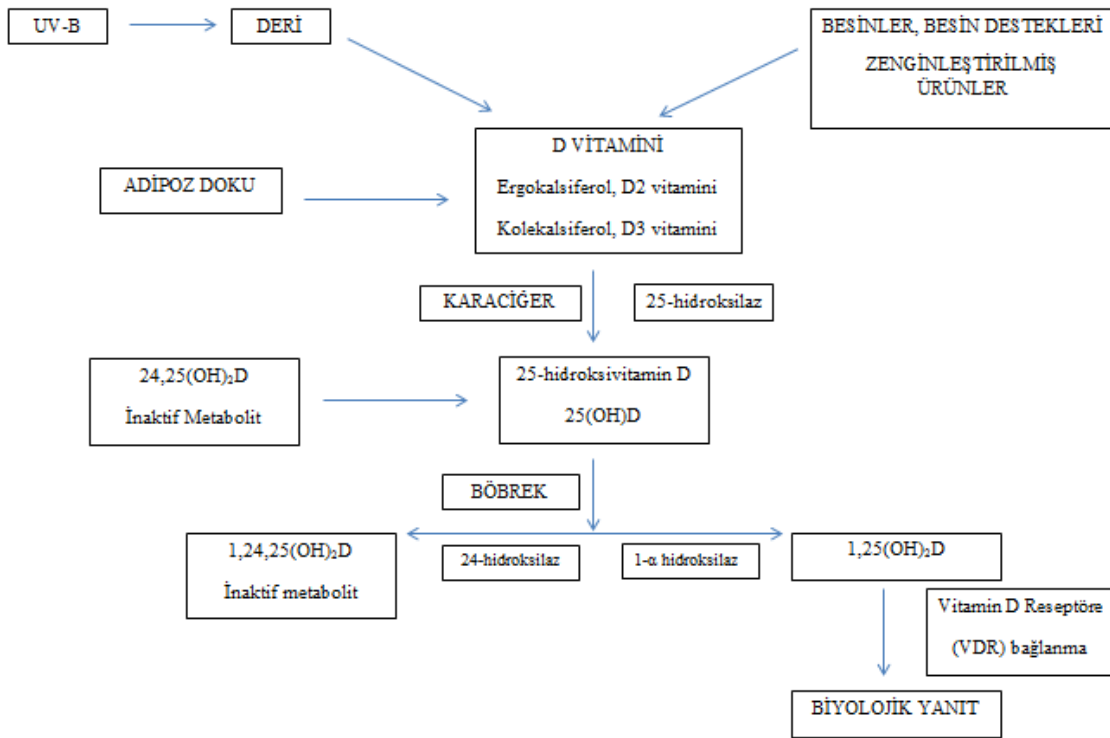 UV-B
DERİ
BESİNLER, BESİN DESTEKLERİ
ZENGİNLEŞTİRİLMİŞ
ÜRÜNLER
D VİTAMİNİ
Ergokalsiferol, D2 vitamini
Kolekalsiferol, D3 vitamini
ADİPOZ DOKU
KARACİĞER
25-hidroksilaz
24,25(OH)₂D
İnaktif Metabolit
25-hidroksivitamin D
25(OH)D
BÖBREK
1,24,25(OH)₂D
İnaktif metabolit
24-hidroksilaz
1-α hidroksilaz
1,25(OH)₂D
Vitamin D Reseptöre
(VDR) bağlanma
BİYOLOJİK YANIT